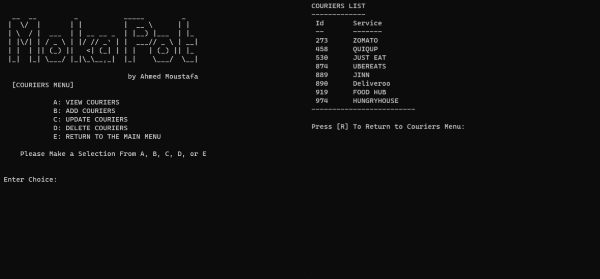 by Ahmed Moustafa
[COURIERS MENU]
A: VIEW COURIERS
B: ADD COURIERS
C: UPDATE COURIERS
D: DELETE COURIERS
E: RETURN TO THE MAIN MENU
Please Make a Selection From A, B, C, D, or E
Enter Choice:
COURIERS LIST
Id Service
273 ZOMATO
458 QUIQUP
530 JUST EAT
874 UBEREATS
889 JINN
890 Deliveroo
919 FOOD HUB
974 HUNGRYHOUSE
Press [R] To Return to Couriers Menu: